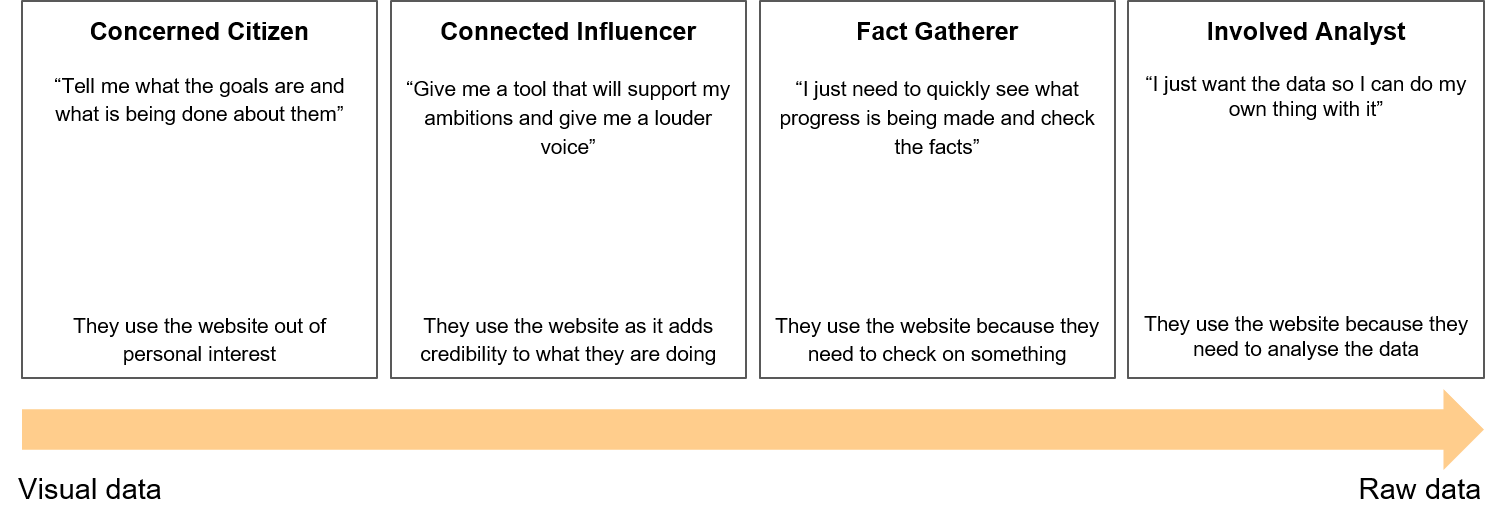 Concerned Citizen
“Tell me what the goals are and
what is being done about them”
They use the website out of
personal interest
Connected Influencer
“Give me a tool that will support my
ambitions and give me a louder
voice”
They use the website as it adds
credibility to what they are doing
Fact Gatherer
“I just need to quickly see what
progress is being made and check
the facts”
They use the website because they
need to check on something
Involved Analyst
“I just want the data so I can do my
own thing with it”
They use the website because they
need to analyse the data
Visual data
Raw data